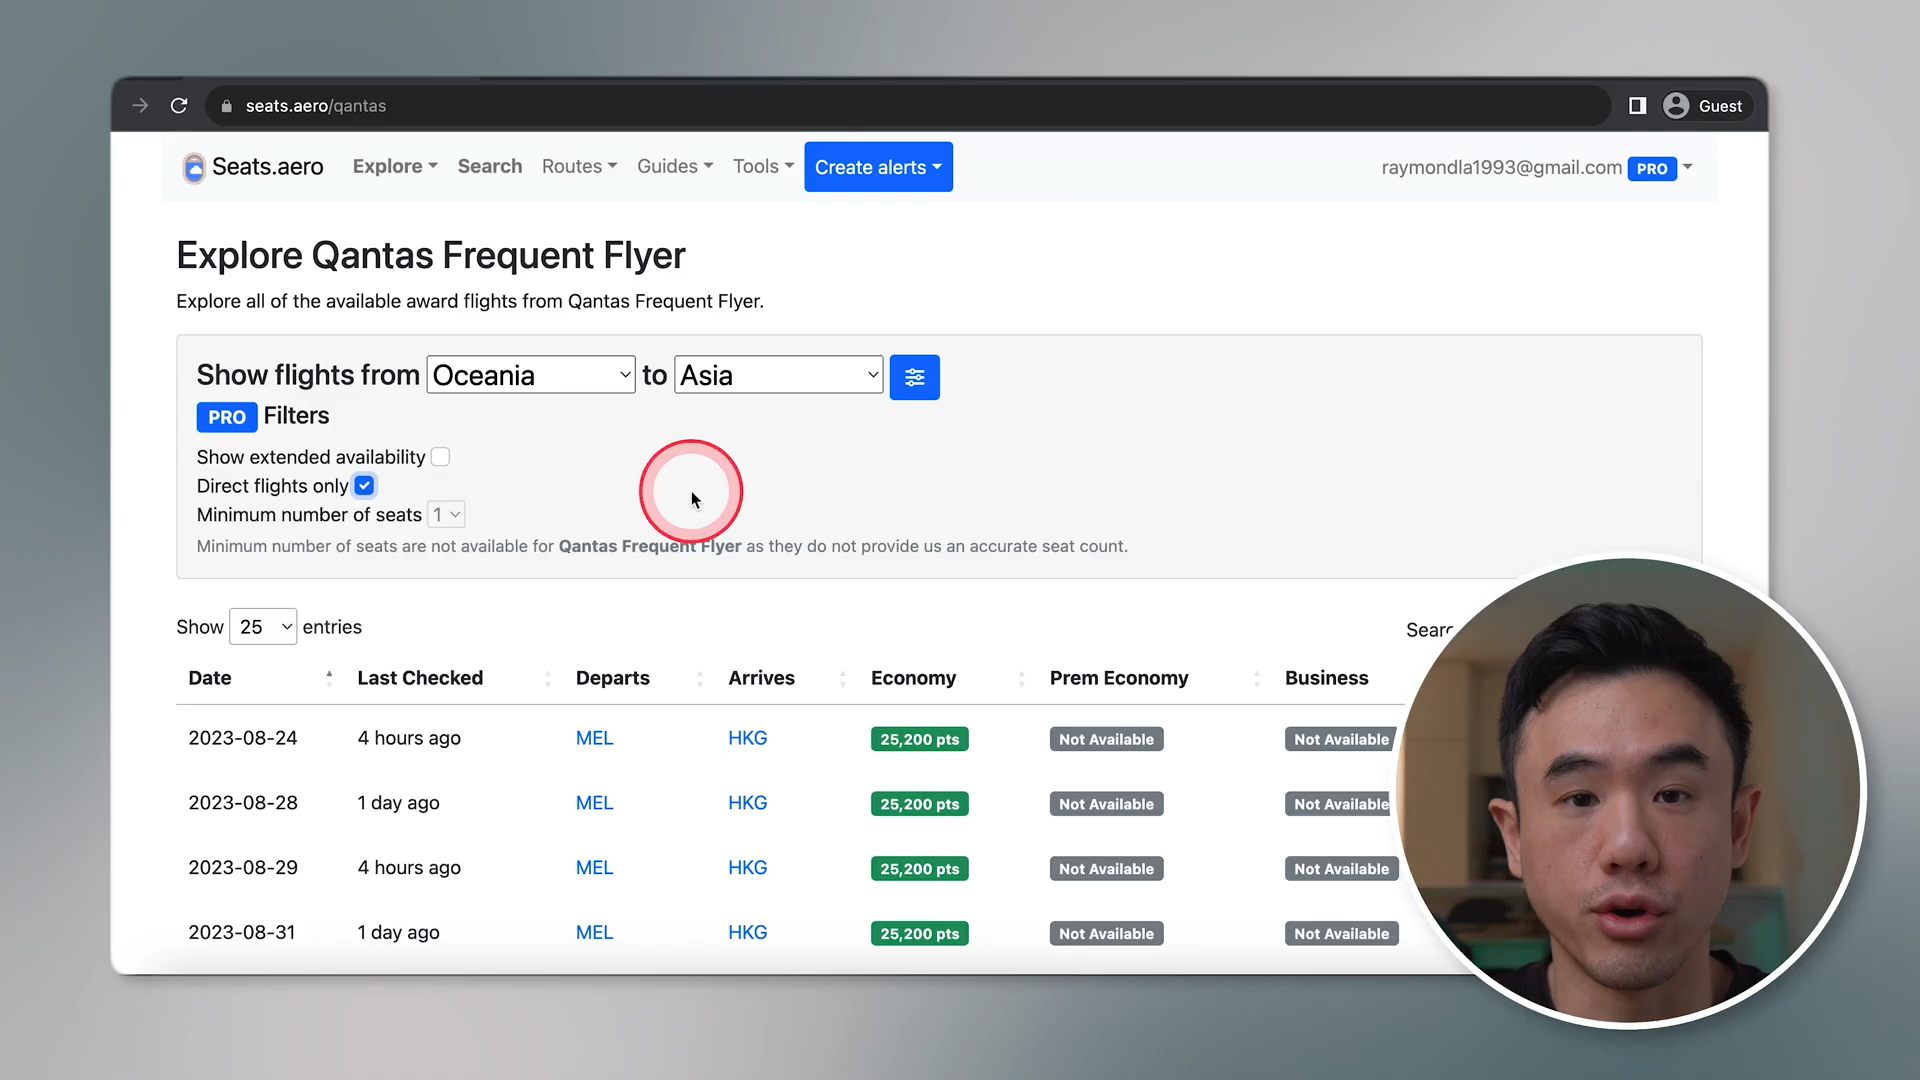 seats.aero/qantas
Guest
Seats.aero Explore Search Routes Guides Tools Create alerts raymondla1993@gmail.com PRO
Explore Qantas Frequent Flyer
Explore all of the available award flights from Qantas Frequent Flyer.
Show flights from Oceania to Asia
PRO Filters
Show extended availability
Direct flights only
Minimum number of seats 1
Minimum number of seats are not available for Qantas Frequent Flyer as they do not provide us an accurate seat count.
Show 25 entries
Date Last Checked Departs Arrives Economy Prem Economy Business
2023-08-24 4 hours ago MEL HKG 25,200 pts Not Available Not Available
2023-08-28 1 day ago MEL HKG 25,200 pts Not Available Not Available
2023-08-29 4 hours ago MEL HKG 25,200 pts Not Available Not Available
2023-08-31 1 day ago MEL HKG 25,200 pts Not Available Not Available